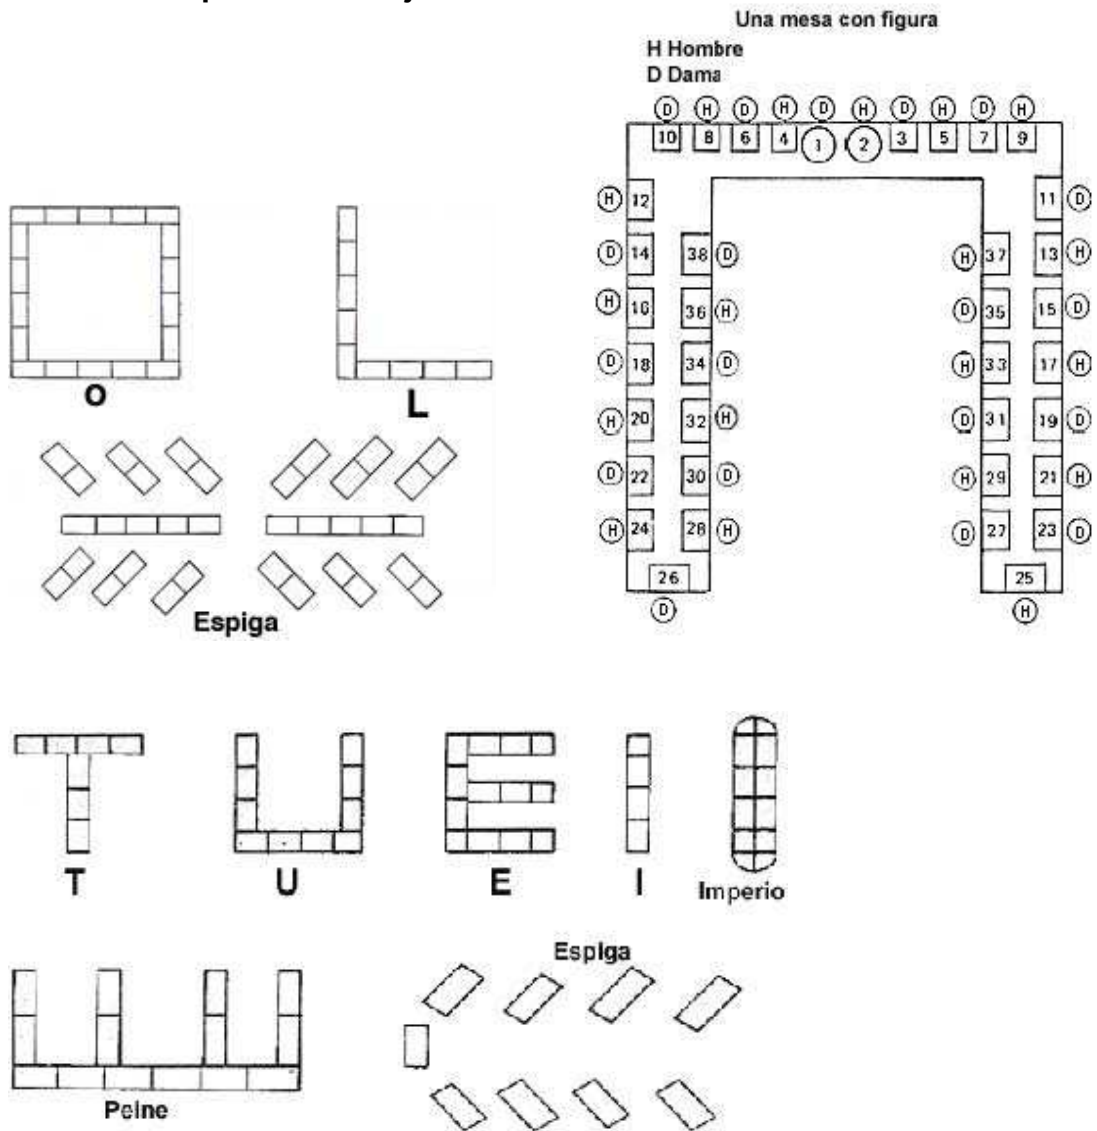 Una mesa con figura
H Hombre
D Dama
D H D H D H D H D H
10 8 6 4 1 2 3 5 7 9
H 12 11 D
D 14 38 D H 37 13 H
H 16 36 H D 35 15 D
D 18 34 D H 33 17 H
H 20 32 H D 31 19 D
D 22 30 D H 29 21 H
H 24 28 H D 27 23 D
26 25
D H
O L
Espiga
T U E I
Imperio
Espiga
Peine